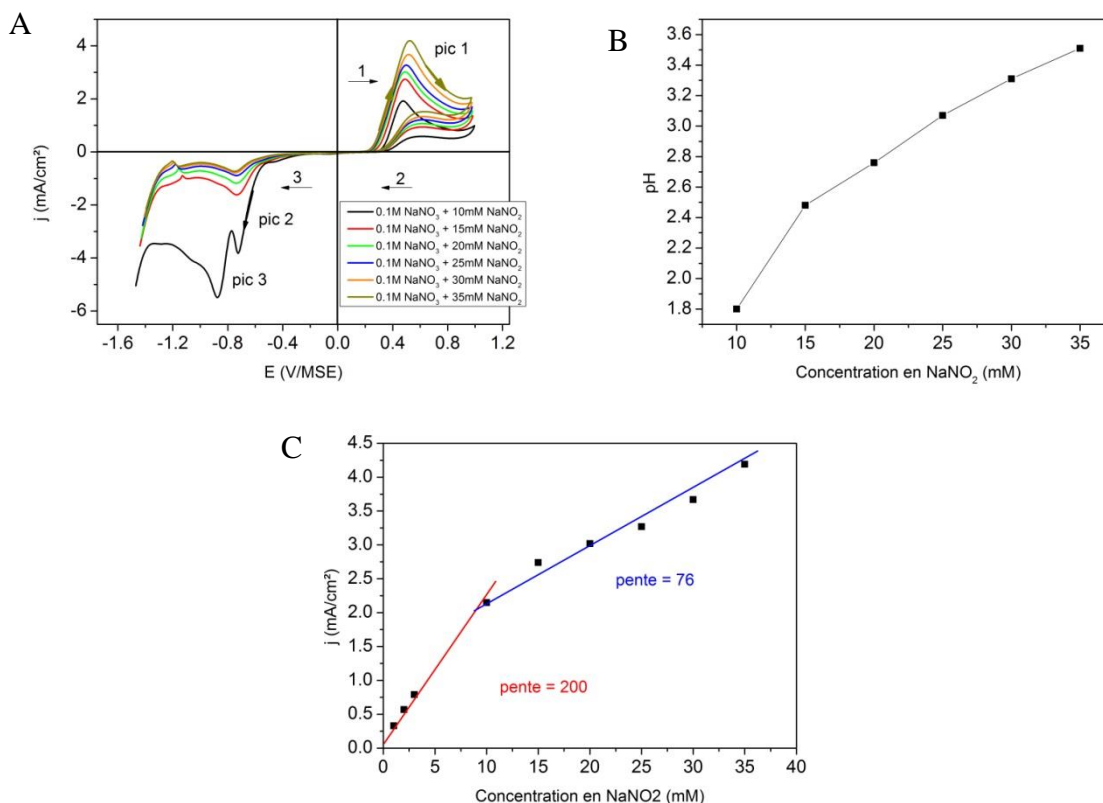 A
j (mA/cm²)
4
2
0
-2
-4
-6
-1.6
-1.2
-0.8
-0.4
0.0
0.4
0.8
1.2
E (V/MSE)
1
pic 1
3
2
pic 2
pic 3
0.1M NaNO₃ + 10mM NaNO₂
0.1M NaNO₃ + 15mM NaNO₂
0.1M NaNO₃ + 20mM NaNO₂
0.1M NaNO₃ + 25mM NaNO₂
0.1M NaNO₃ + 30mM NaNO₂
0.1M NaNO₃ + 35mM NaNO₂
B
pH
3.6
3.4
3.2
3.0
2.8
2.6
2.4
2.2
2.0
1.8
10
15
20
25
30
35
Concentration en NaNO₂ (mM)
C
j (mA/cm²)
4.5
4.0
3.5
3.0
2.5
2.0
1.5
1.0
0.5
0.0
0
5
10
15
20
25
30
35
40
pente = 76
pente = 200
Concentration en NaNO2 (mM)